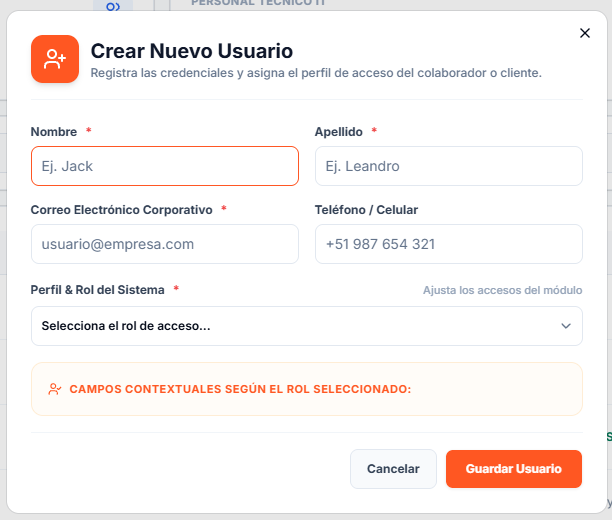 PERSONAL TÉCNICO IT
Crear Nuevo Usuario
Registra las credenciales y asigna el perfil de acceso del colaborador o cliente.
Nombre *
Apellido *
Ej. Jack
Ej. Leandro
Correo Electrónico Corporativo *
Teléfono / Celular
usuario@empresa.com
+51 987 654 321
Perfil & Rol del Sistema *
Ajusta los accesos del módulo
Selecciona el rol de acceso...
CAMPOS CONTEXTUALES SEGÚN EL ROL SELECCIONADO:
Cancelar
Guardar Usuario